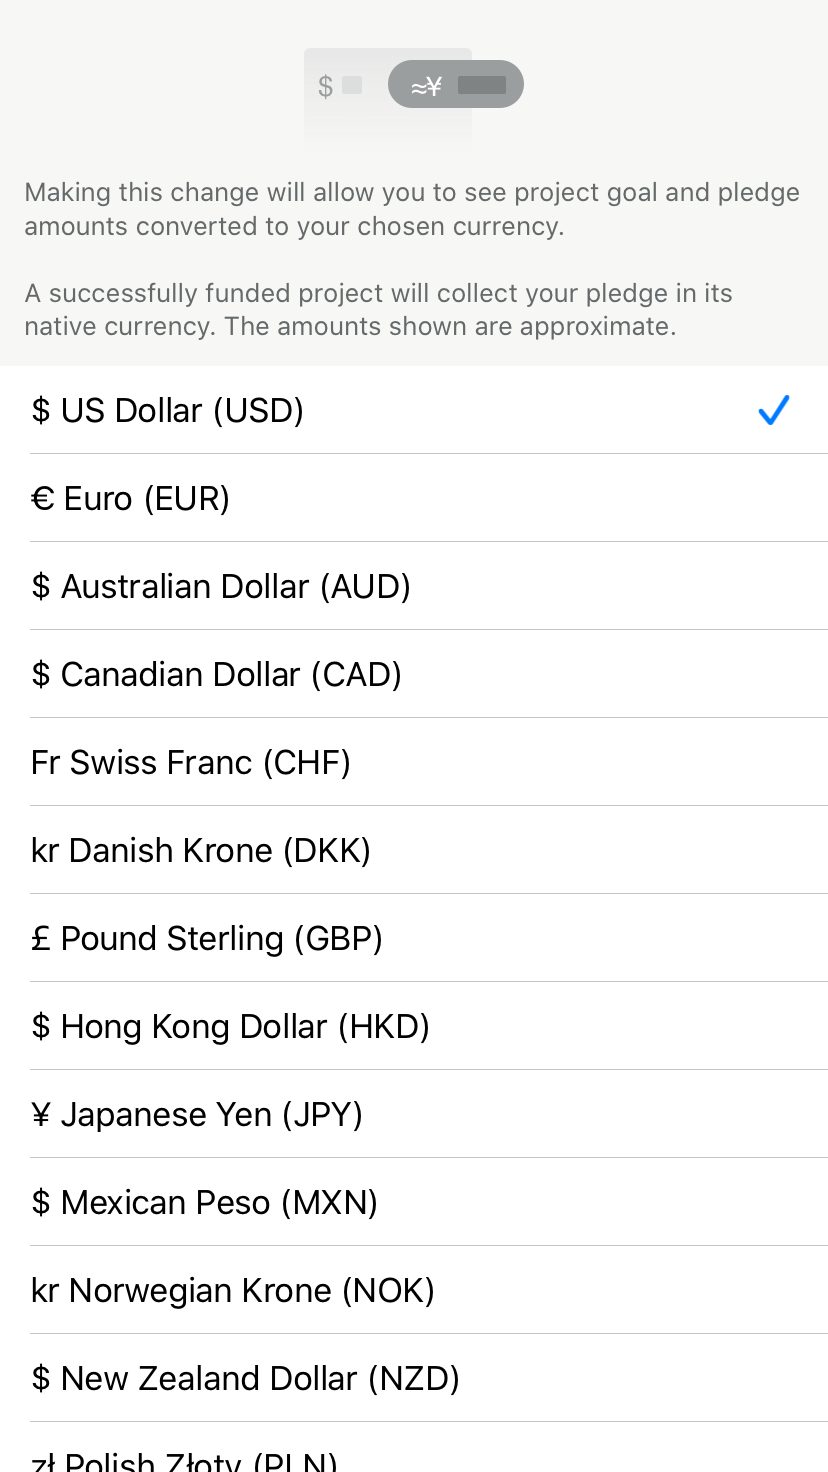 $
≈¥
Making this change will allow you to see project goal and pledge
amounts converted to your chosen currency.
A successfully funded project will collect your pledge in its
native currency. The amounts shown are approximate.
$ US Dollar (USD)
€ Euro (EUR)
$ Australian Dollar (AUD)
$ Canadian Dollar (CAD)
Fr Swiss Franc (CHF)
kr Danish Krone (DKK)
£ Pound Sterling (GBP)
$ Hong Kong Dollar (HKD)
¥ Japanese Yen (JPY)
$ Mexican Peso (MXN)
kr Norwegian Krone (NOK)
$ New Zealand Dollar (NZD)
zł Polish Złoty (PLN)